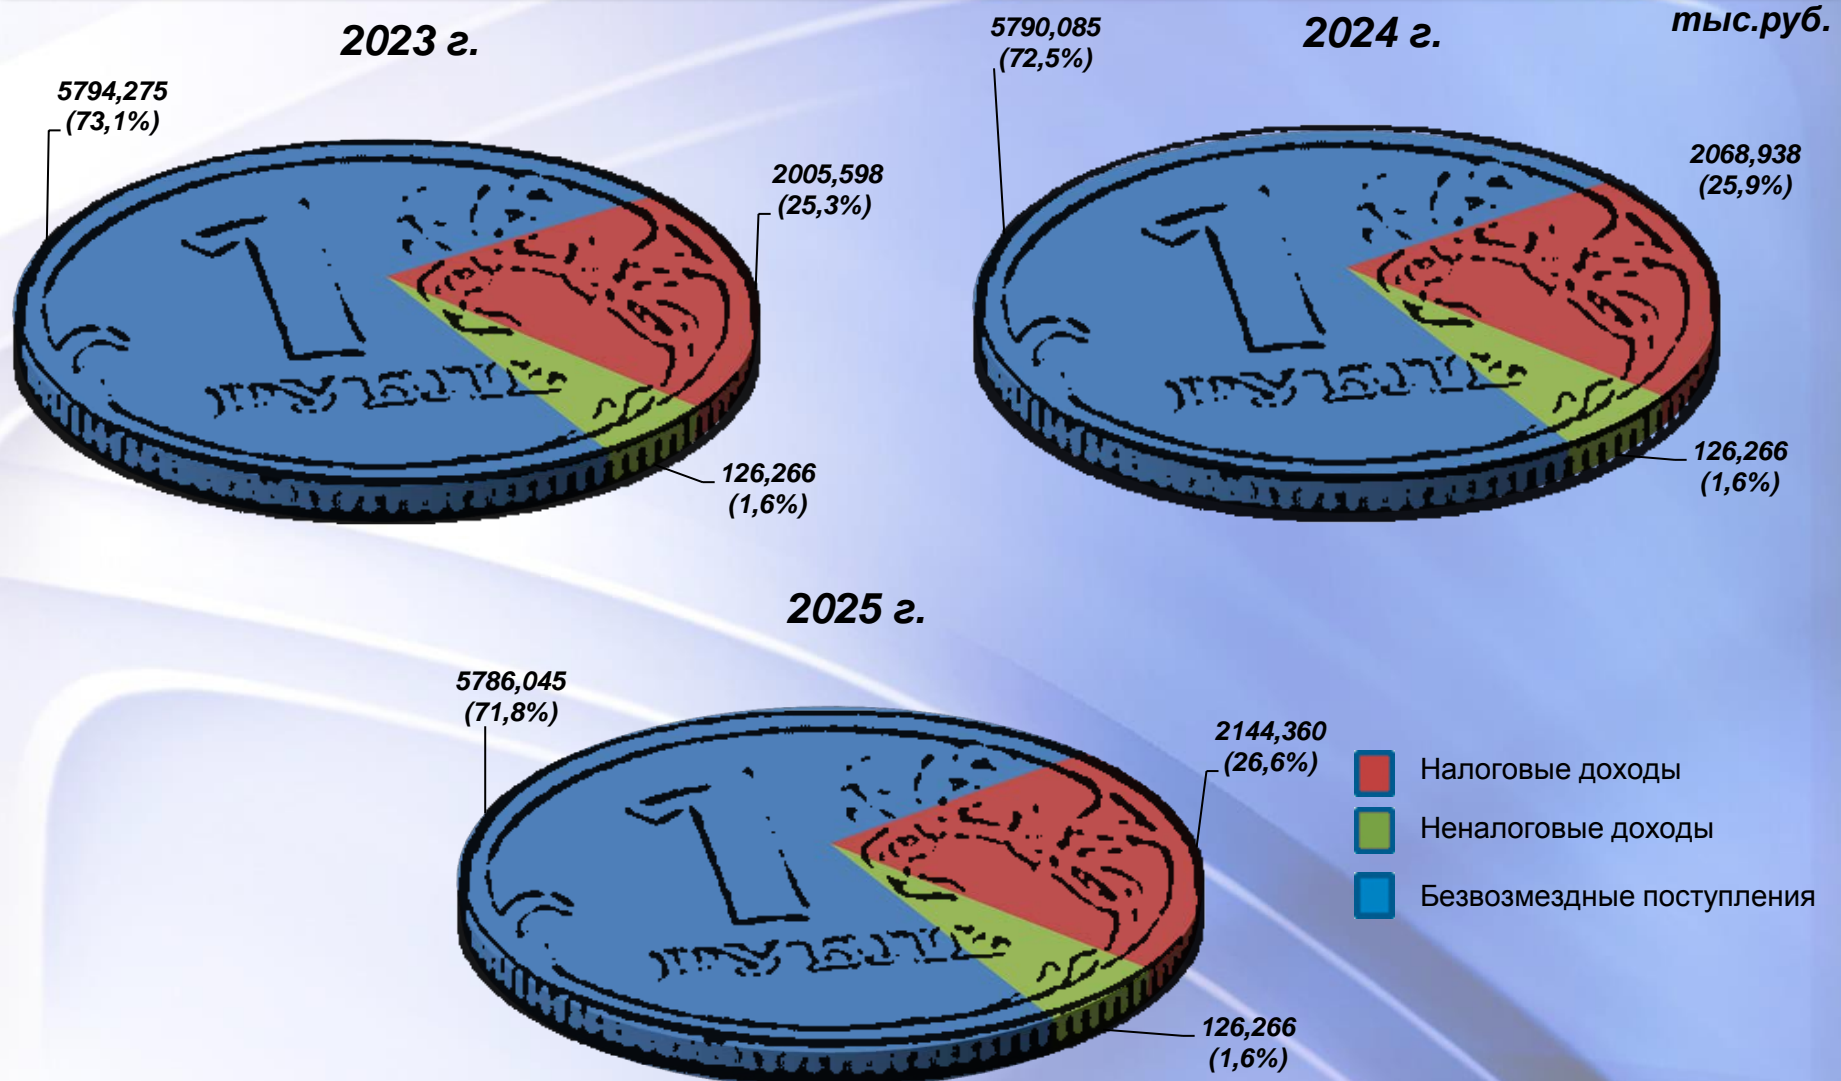 2023 г.
2024 г.
тыс.руб.
5794,275
(73,1%)
2005,598
(25,3%)
126,266
(1,6%)
5790,085
(72,5%)
2068,938
(25,9%)
126,266
(1,6%)
2025 г.
5786,045
(71,8%)
2144,360
(26,6%)
126,266
(1,6%)
Налоговые доходы
Неналоговые доходы
Безвозмездные поступления